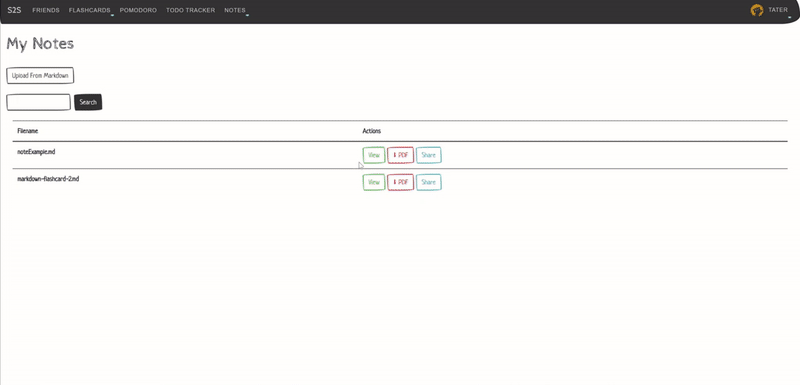 S2S FRIENDS FLASHCARDS POMODORO TODO TRACKER NOTES TATER
My Notes
Upload From Markdown
Search
Filename Actions
noteExample.md View ⬇ PDF Share
markdown-flashcard-2.md View ⬇ PDF Share